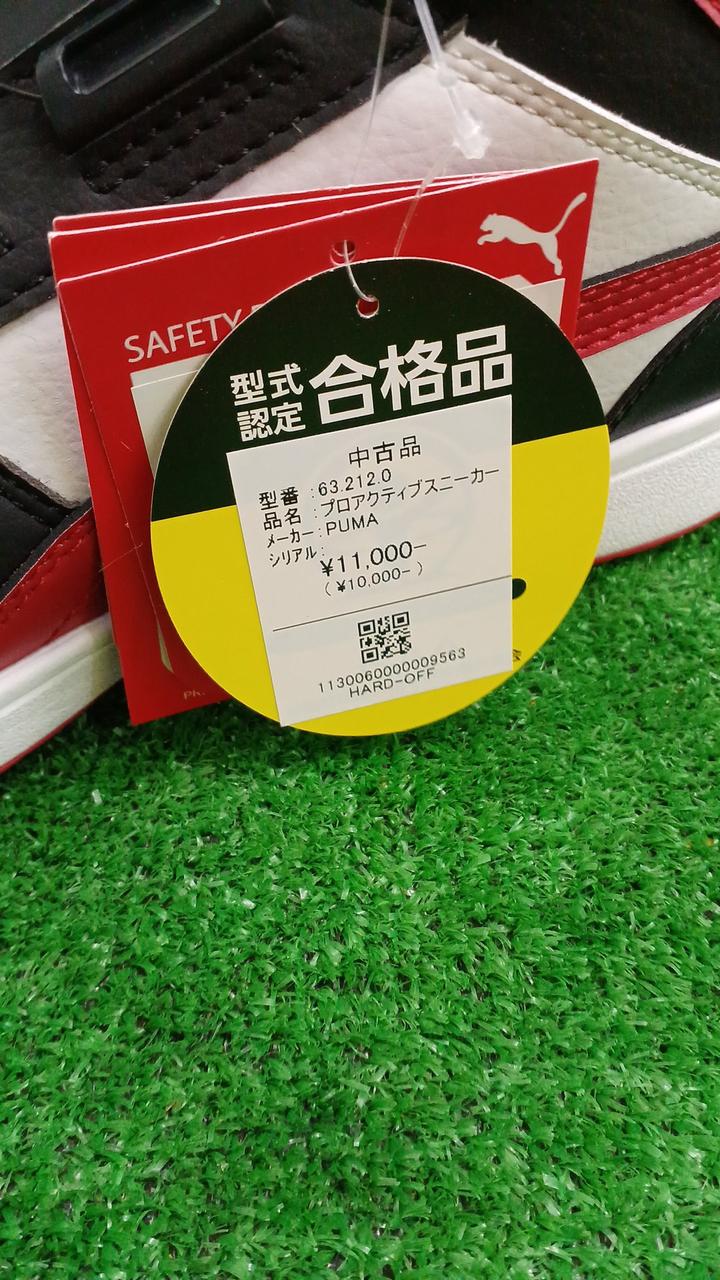 SAFETY
型式
認定
合格品
中古品
型番 :63.212.0
品名 :プロアクティブスニーカー
メーカー:PUMA
シリアル:
¥11,000-
(¥10,000-)
1130060000009563
HARD-OFF